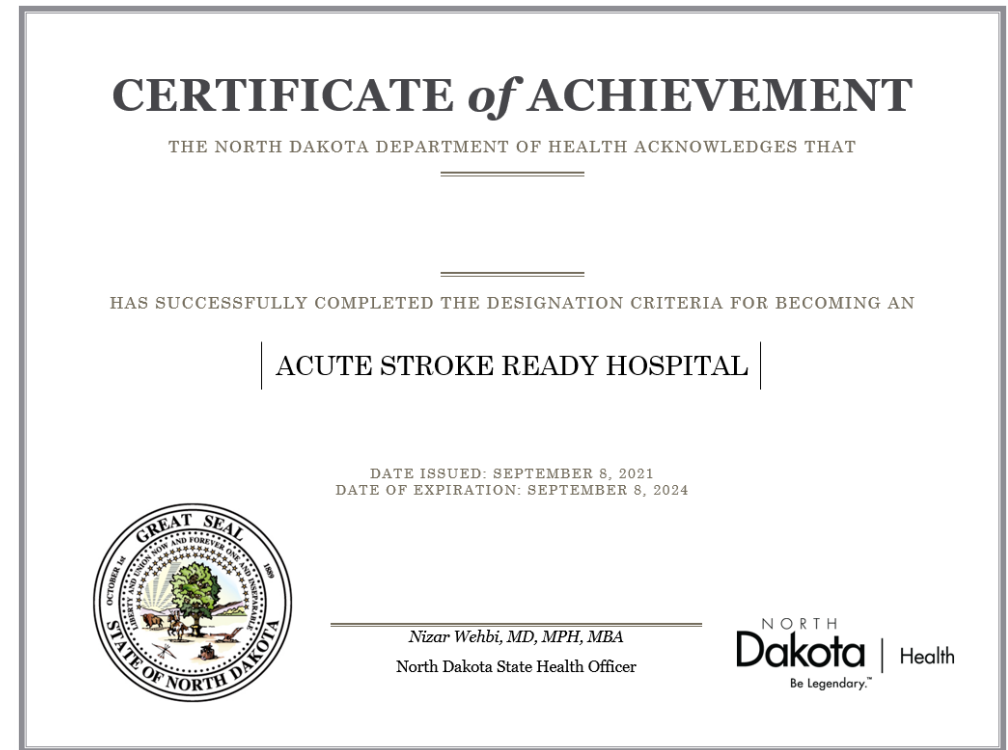 CERTIFICATE of ACHIEVEMENT
THE NORTH DAKOTA DEPARTMENT OF HEALTH ACKNOWLEDGES THAT
HAS SUCCESSFULLY COMPLETED THE DESIGNATION CRITERIA FOR BECOMING AN
ACUTE STROKE READY HOSPITAL
DATE ISSUED: SEPTEMBER 8, 2021
DATE OF EXPIRATION: SEPTEMBER 8, 2024
GREAT SEAL
OCTOBER 1st
1889
LIBERTY AND UNION NOW AND FOREVER ONE AND INSEPARABLE
STATE OF NORTH DAKOTA
Nizar Wehbi, MD, MPH, MBA
North Dakota State Health Officer
NORTH
Dakota | Health
Be Legendary.™